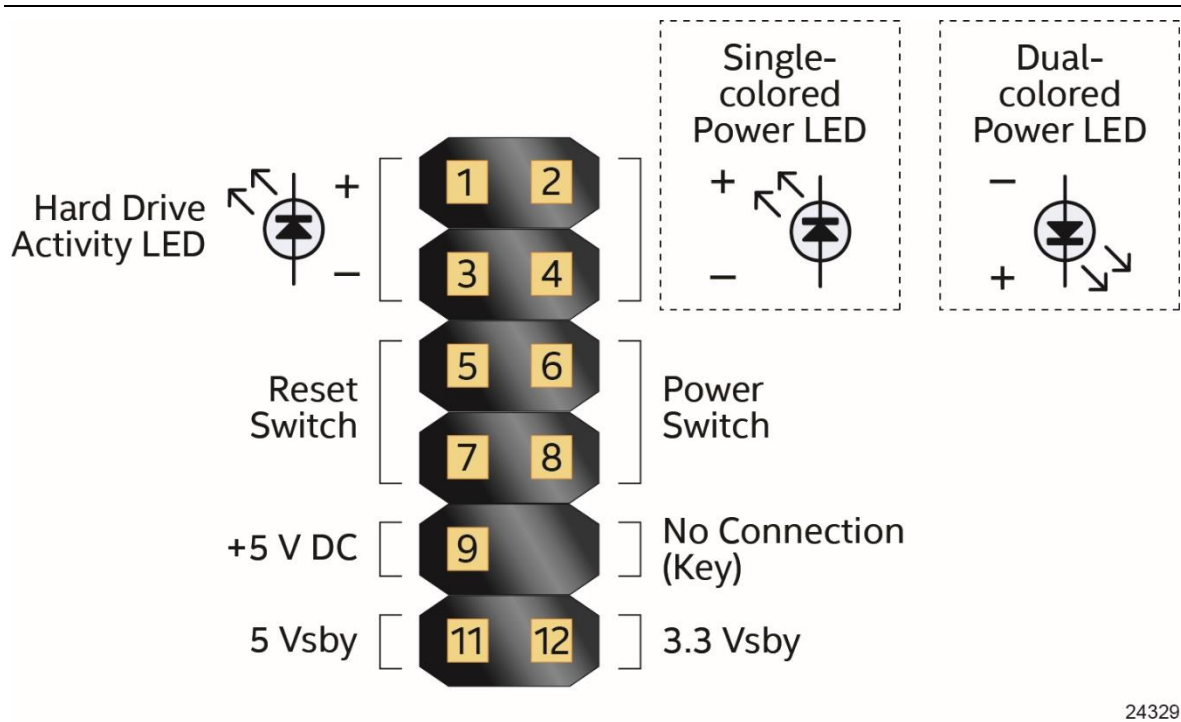 Single-
colored
Power LED
Dual-
colored
Power LED
Hard Drive
Activity LED
+
−
1 2
3 4
+
−
−
+
Reset
Switch
5 6
7 8
Power
Switch
+5 V DC
9
No Connection
(Key)
5 Vsby
11 12
3.3 Vsby
24329